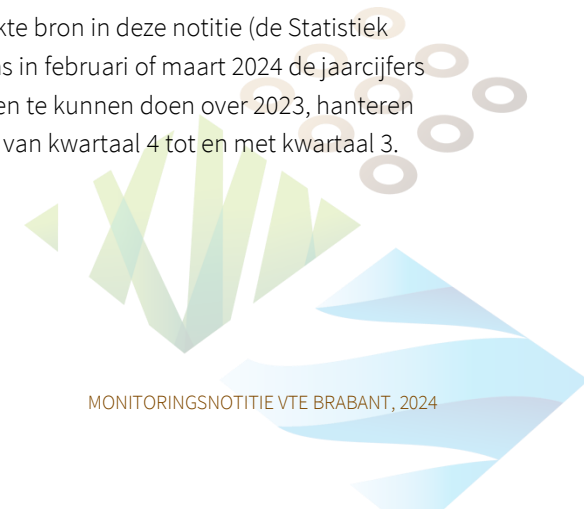 kte bron in deze notitie (de Statistiek
s in februari of maart 2024 de jaarcijfers
en te kunnen doen over 2023, hanteren
van kwartaal 4 tot en met kwartaal 3.
MONITORINGSNOTITIE VTE BRABANT, 2024